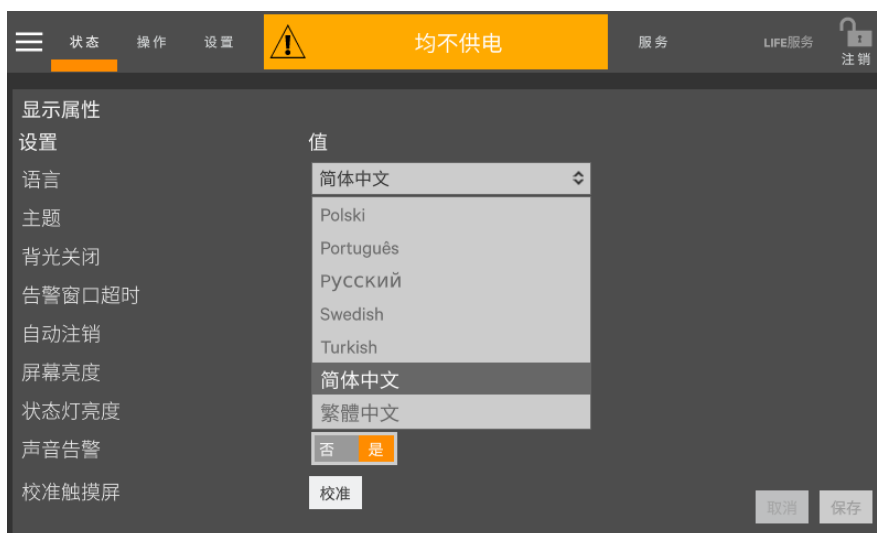 状态 操作 设置 均不供电 服务 LIFE服务 注销
显示属性
设置 值
语言 简体中文
主题 Polski
背光关闭 Português
告警窗口超时 Русский
自动注销 Swedish
Turkish
屏幕亮度 简体中文
状态灯亮度 繁體中文
声音告警 否 是
校准触摸屏 校准
取消 保存